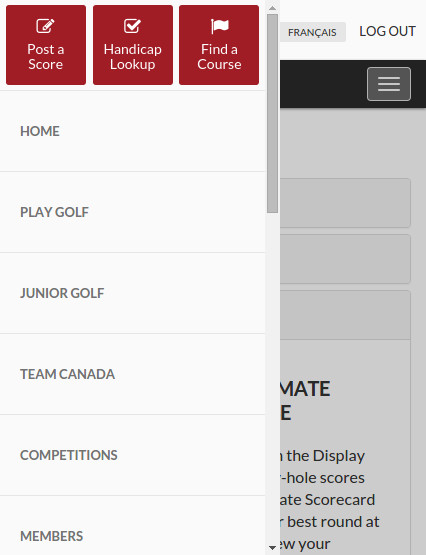 Post a
Score
Handicap
Lookup
Find a
Course
FRANÇAIS
LOG OUT
HOME
PLAY GOLF
JUNIOR GOLF
TEAM CANADA
COMPETITIONS
MEMBERS
MATE
E
the Display
-hole scores
ate Scorecard
best round at
your